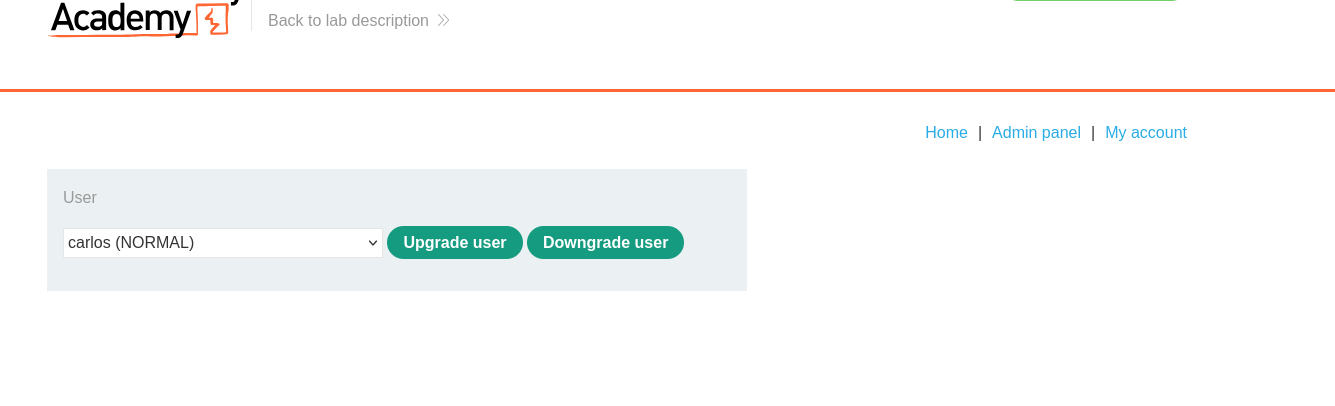 Academy
Back to lab description
Home | Admin panel | My account
User
carlos (NORMAL) Upgrade user Downgrade user